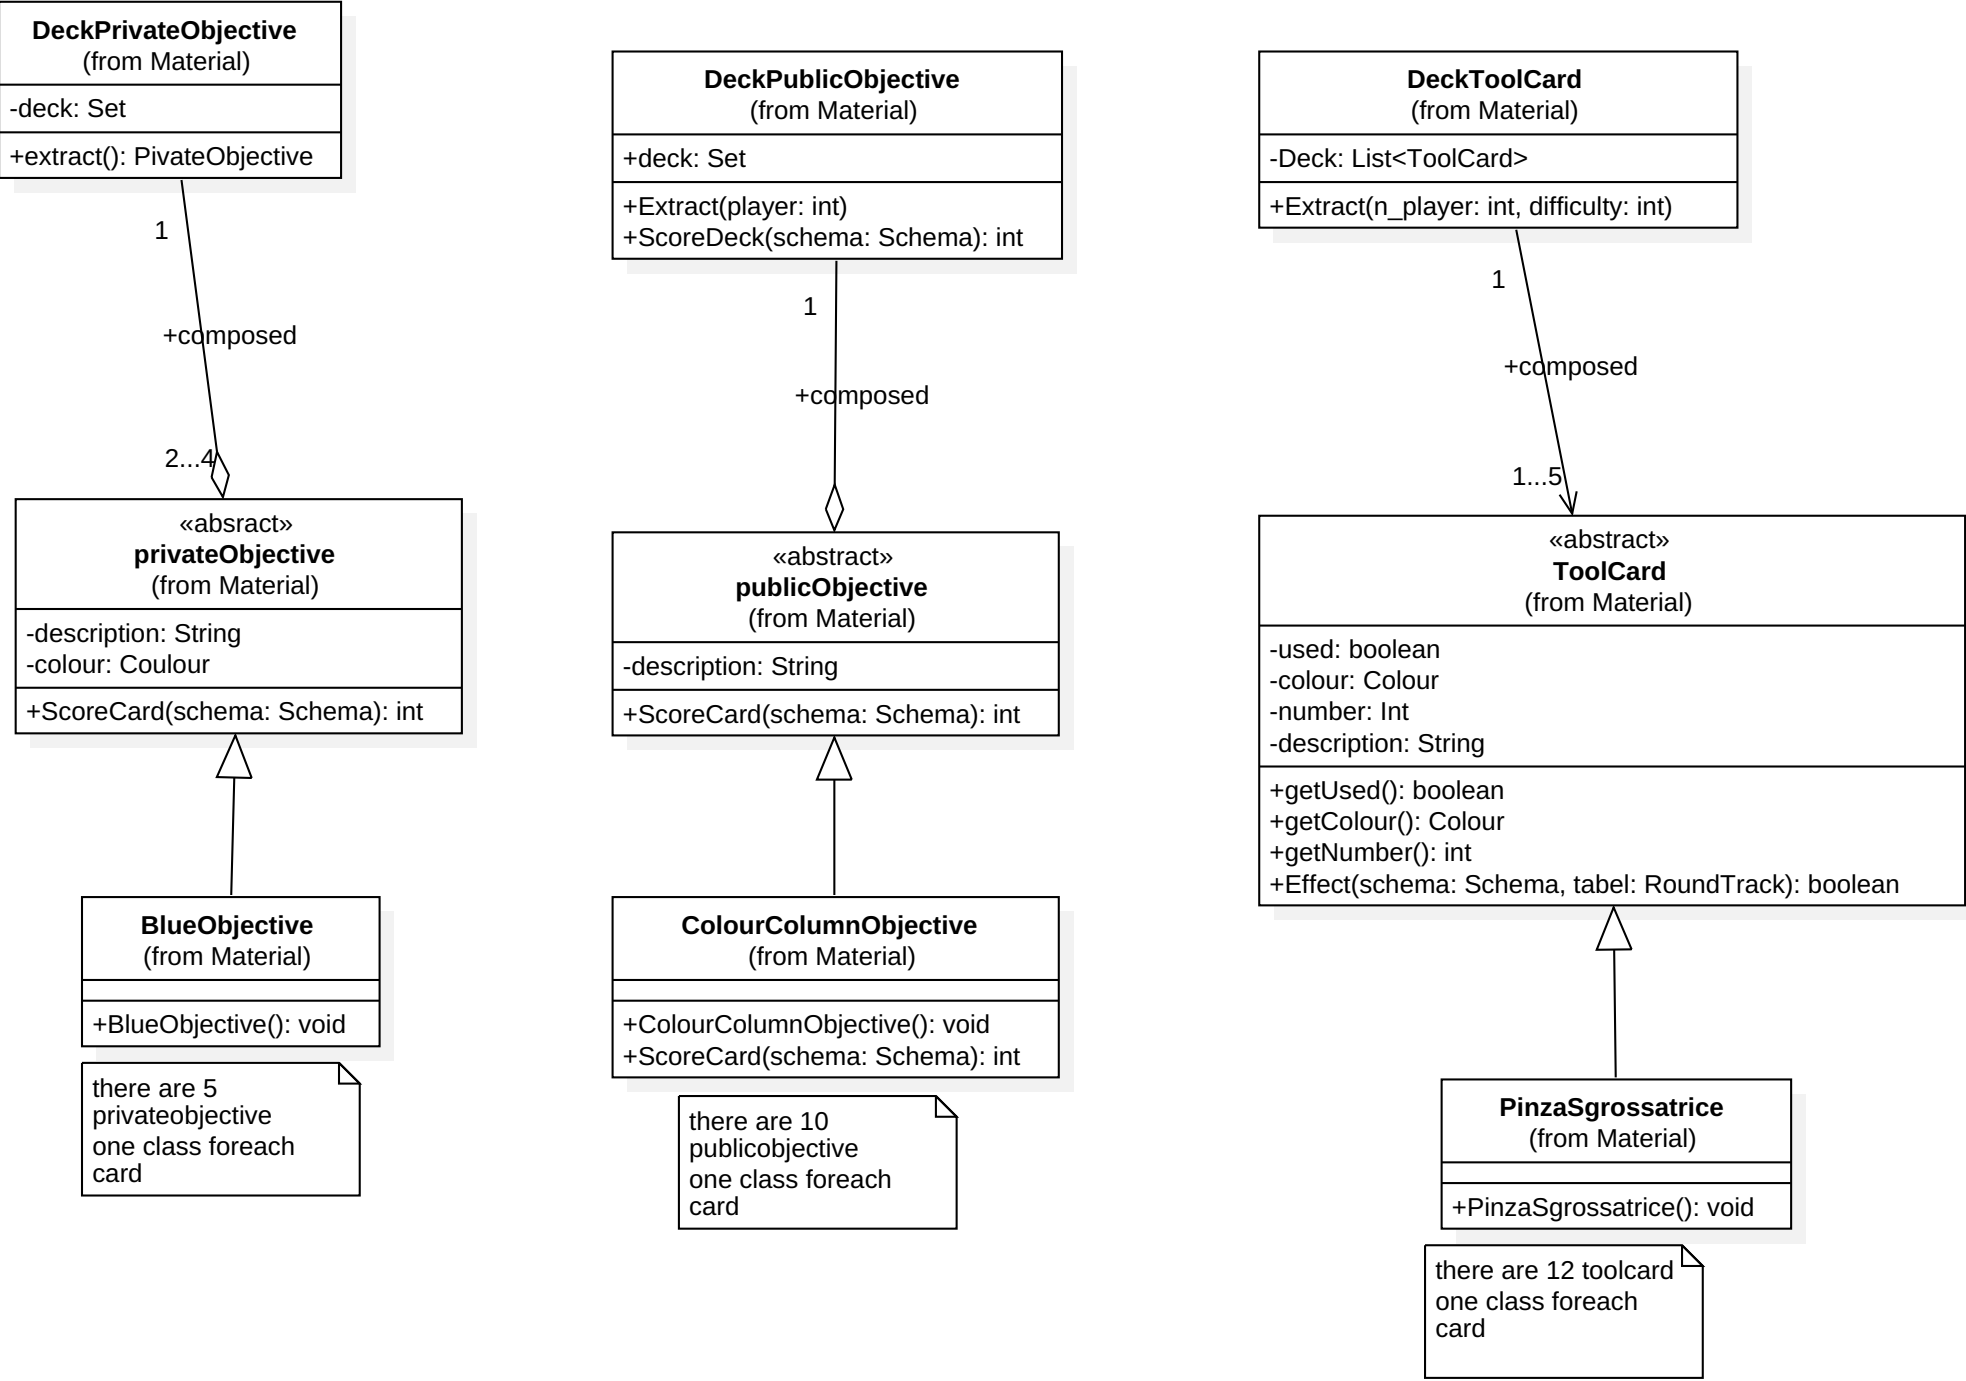 DeckPrivateObjective
(from Material)
-deck: Set
+extract(): PivateObjective
1
+composed
2...4
«absract»
privateObjective
(from Material)
-description: String
-colour: Coulour
+ScoreCard(schema: Schema): int
BlueObjective
(from Material)
+BlueObjective(): void
there are 5
privateobjective
one class foreach
card
DeckPublicObjective
(from Material)
+deck: Set
+Extract(player: int)
+ScoreDeck(schema: Schema): int
1
+composed
«abstract»
publicObjective
(from Material)
-description: String
+ScoreCard(schema: Schema): int
ColourColumnObjective
(from Material)
+ColourColumnObjective(): void
+ScoreCard(schema: Schema): int
there are 10
publicobjective
one class foreach
card
DeckToolCard
(from Material)
-Deck: List<ToolCard>
+Extract(n_player: int, difficulty: int)
1
+composed
1...5
«abstract»
ToolCard
(from Material)
-used: boolean
-colour: Colour
-number: Int
-description: String
+getUsed(): boolean
+getColour(): Colour
+getNumber(): int
+Effect(schema: Schema, tabel: RoundTrack): boolean
PinzaSgrossatrice
(from Material)
+PinzaSgrossatrice(): void
there are 12 toolcard
one class foreach
card